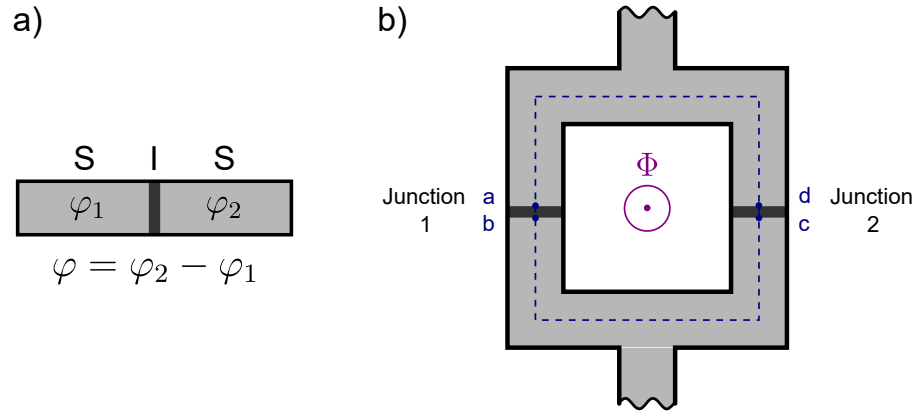 a)
S I S
φ₁ φ₂
φ = φ₂ − φ₁
b)
Φ
Junction
1
a
b
d
c
Junction
2